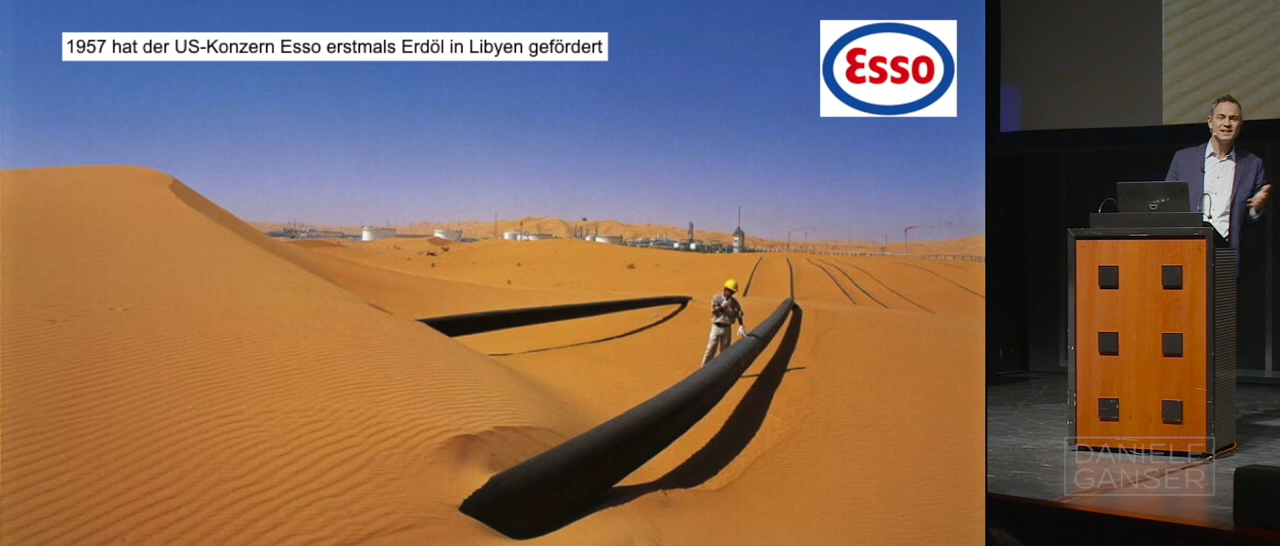 1957 hat der US-Konzern Esso erstmals Erdöl in Libyen gefördert
Esso
DANIELE
GANSER